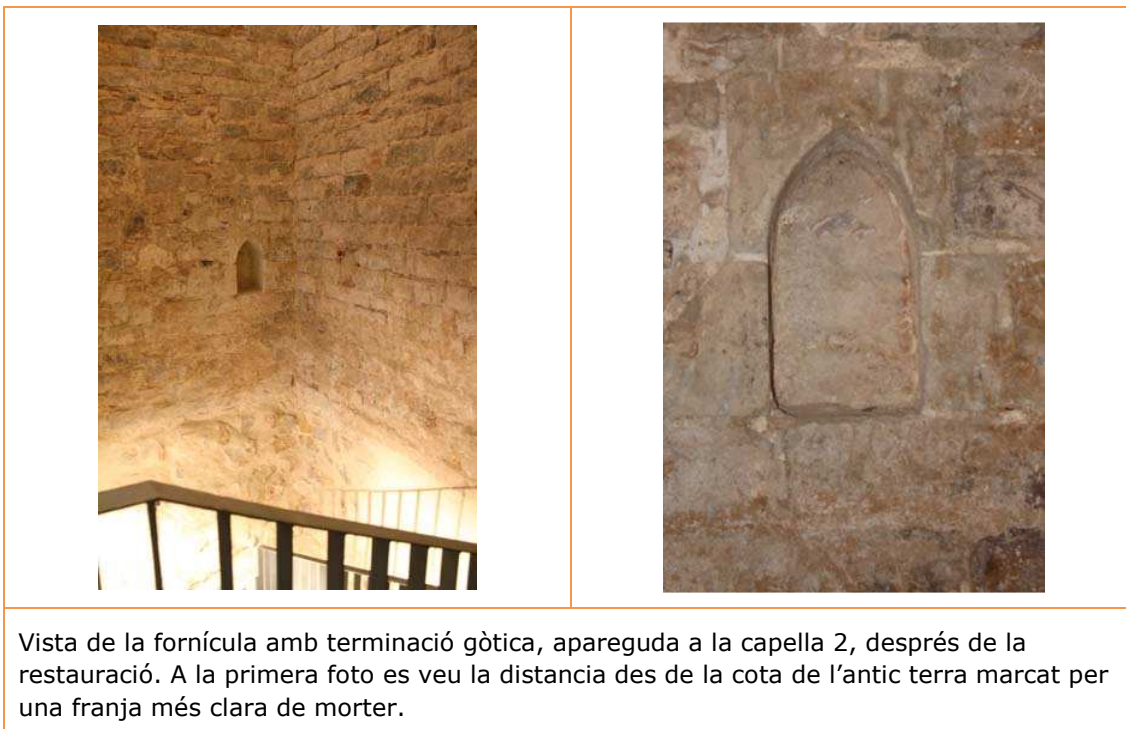 Vista de la fornícula amb terminació gòtica, apareguda a la capella 2, després de la
restauració. A la primera foto es veu la distancia des de la cota de l’antic terra marcat per
una franja més clara de morter.